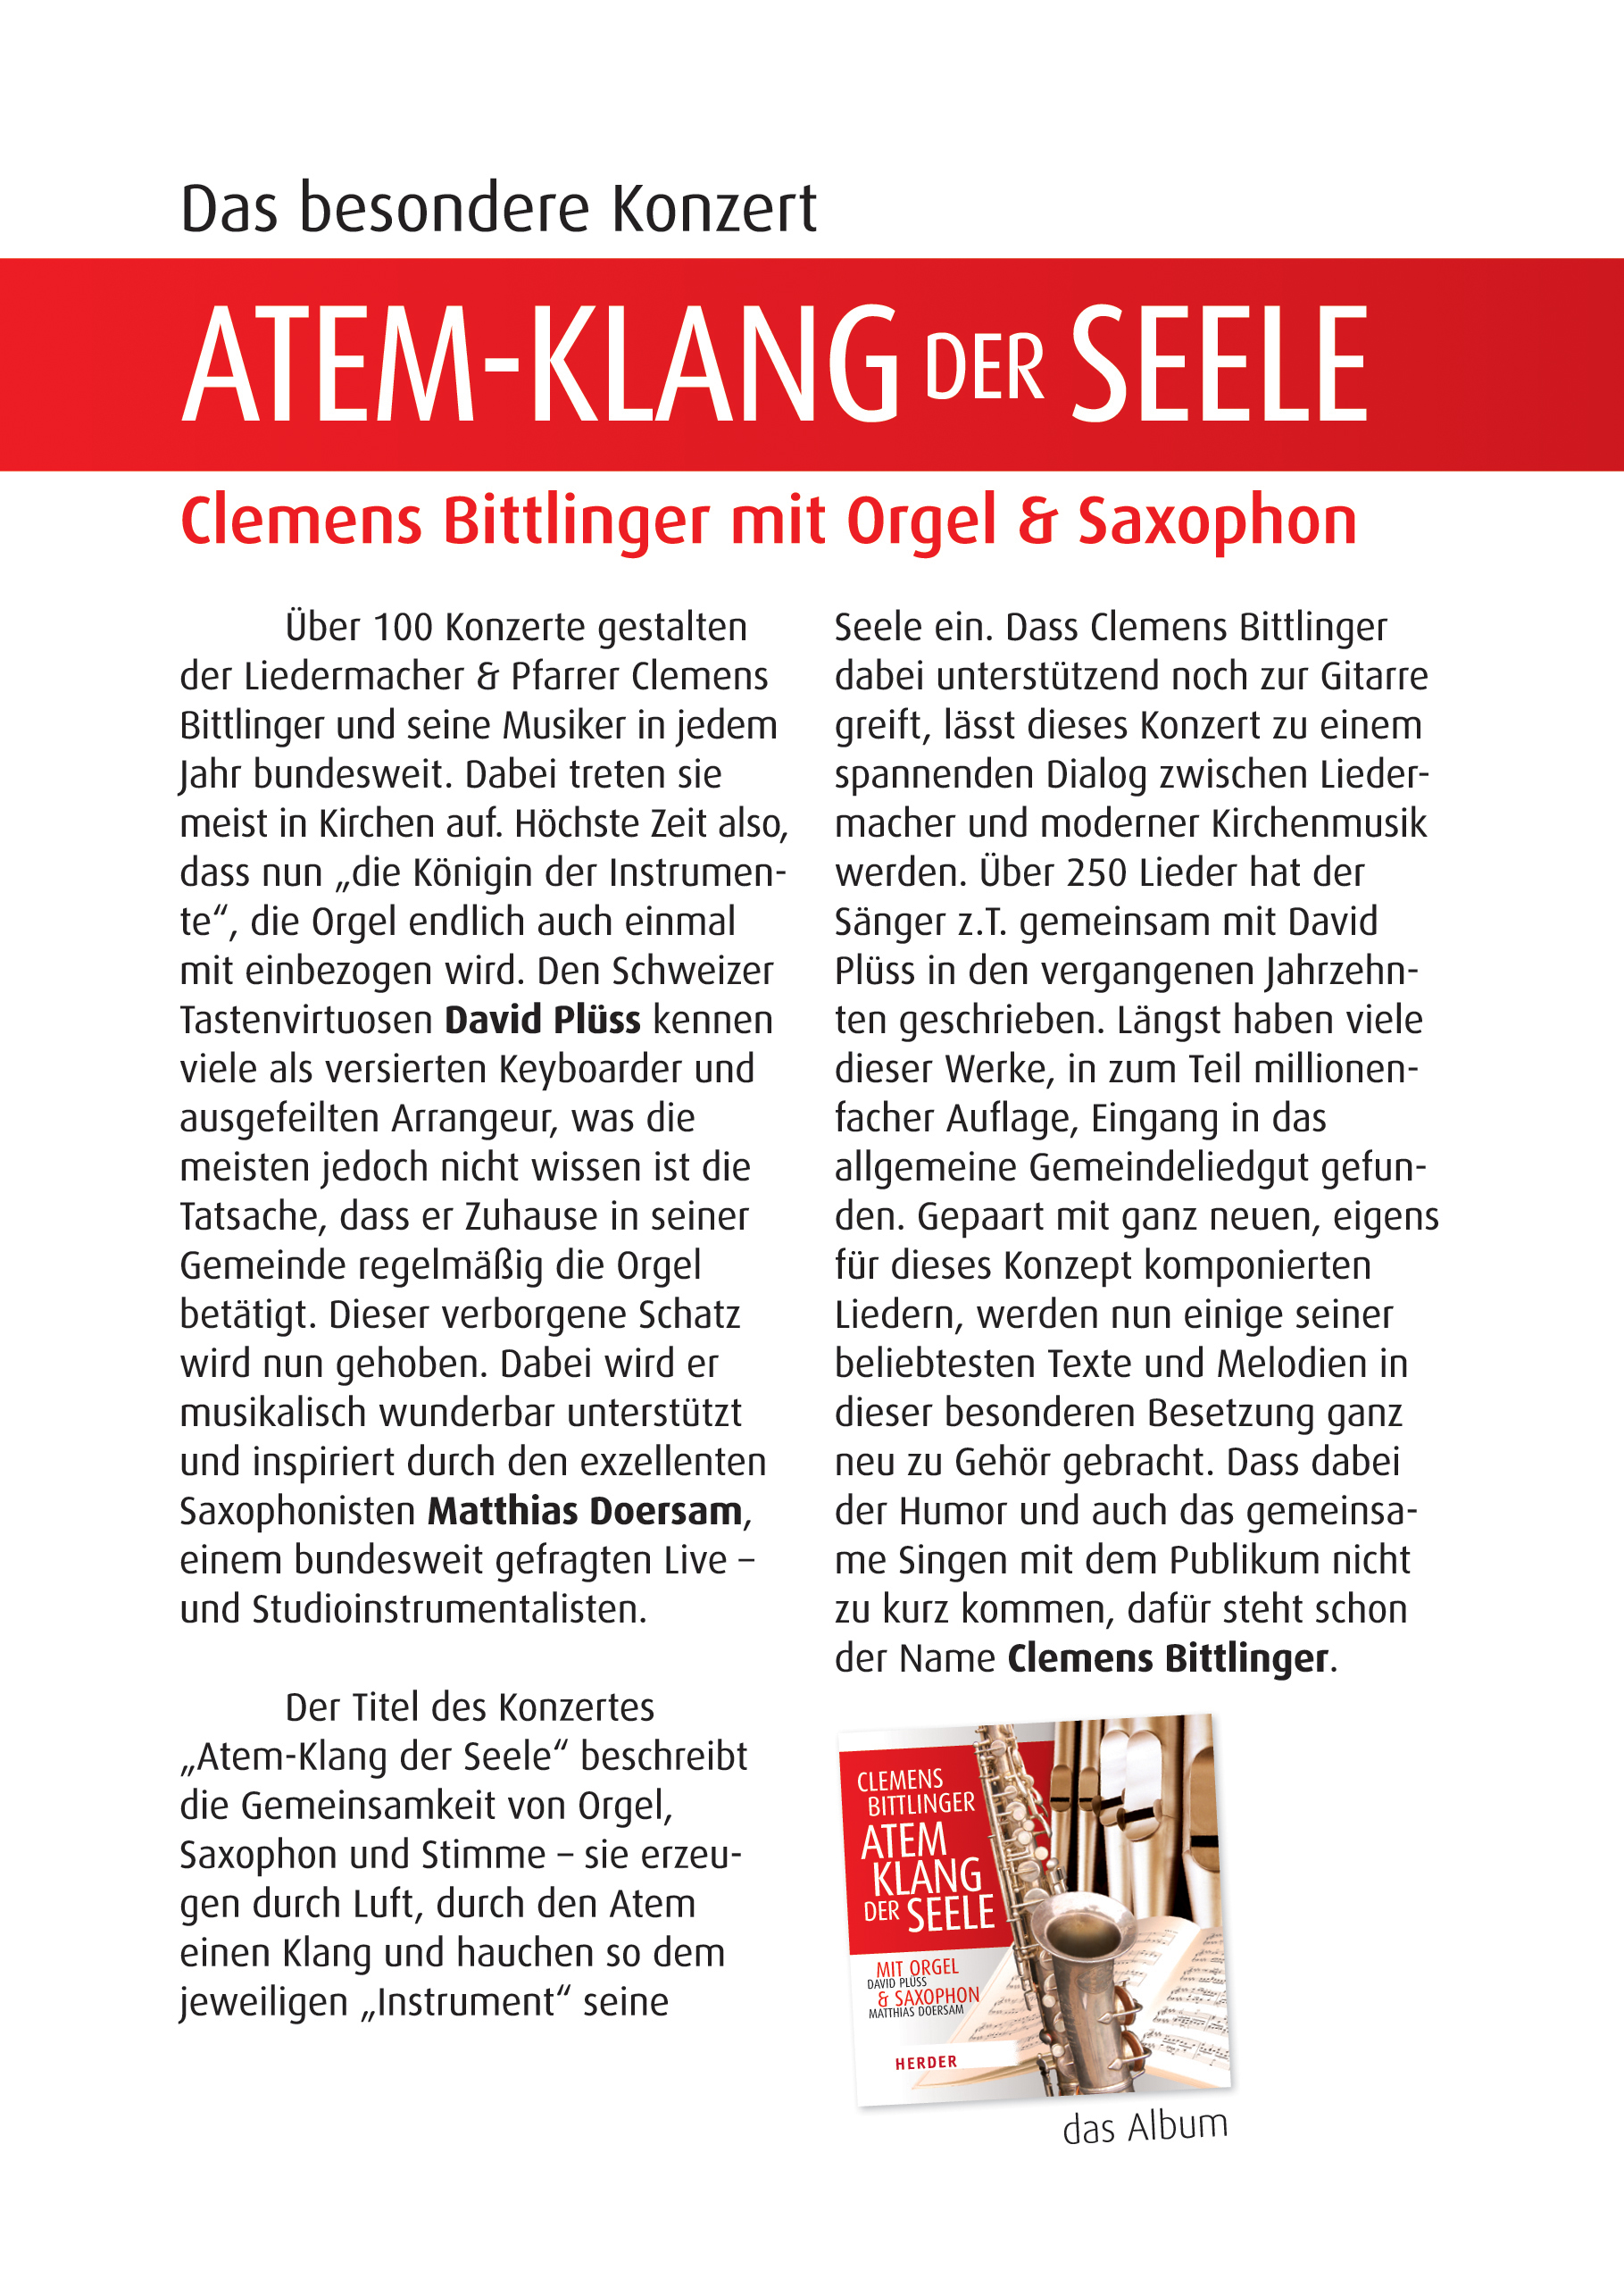 Das besondere Konzert
ATEM-KLANG DER SEELE
Clemens Bittlinger mit Orgel & Saxophon
Über 100 Konzerte gestalten
der Liedermacher & Pfarrer Clemens
Bittlinger und seine Musiker in jedem
Jahr bundesweit. Dabei treten sie
meist in Kirchen auf. Höchste Zeit also,
dass nun „die Königin der Instrumen-
te“, die Orgel endlich auch einmal
mit einbezogen wird. Den Schweizer
Tastenvirtuosen David Plüss kennen
viele als versierten Keyboarder und
ausgefeilten Arrangeur, was die
meisten jedoch nicht wissen ist die
Tatsache, dass er Zuhause in seiner
Gemeinde regelmäßig die Orgel
betätigt. Dieser verborgene Schatz
wird nun gehoben. Dabei wird er
musikalisch wunderbar unterstützt
und inspiriert durch den exzellenten
Saxophonisten Matthias Doersam,
einem bundesweit gefragten Live –
und Studioinstrumentalisten.
Der Titel des Konzertes
„Atem-Klang der Seele“ beschreibt
die Gemeinsamkeit von Orgel,
Saxophon und Stimme – sie erzeu-
gen durch Luft, durch den Atem
einen Klang und hauchen so dem
jeweiligen „Instrument“ seine
Seele ein. Dass Clemens Bittlinger
dabei unterstützend noch zur Gitarre
greift, lässt dieses Konzert zu einem
spannenden Dialog zwischen Lieder-
macher und moderner Kirchenmusik
werden. Über 250 Lieder hat der
Sänger z.T. gemeinsam mit David
Plüss in den vergangenen Jahrzehn-
ten geschrieben. Längst haben viele
dieser Werke, in zum Teil millionen-
facher Auflage, Eingang in das
allgemeine Gemeindeliedgut gefun-
den. Gepaart mit ganz neuen, eigens
für dieses Konzept komponierten
Liedern, werden nun einige seiner
beliebtesten Texte und Melodien in
dieser besonderen Besetzung ganz
neu zu Gehör gebracht. Dass dabei
der Humor und auch das gemeinsa-
me Singen mit dem Publikum nicht
zu kurz kommen, dafür steht schon
der Name Clemens Bittlinger.
CLEMENS
BITTLINGER
ATEM
KLANG
DER SEELE
MIT ORGEL
DAVID PLÜSS
& SAXOPHON
MATTHIAS DOERSAM
HERDER
das Album